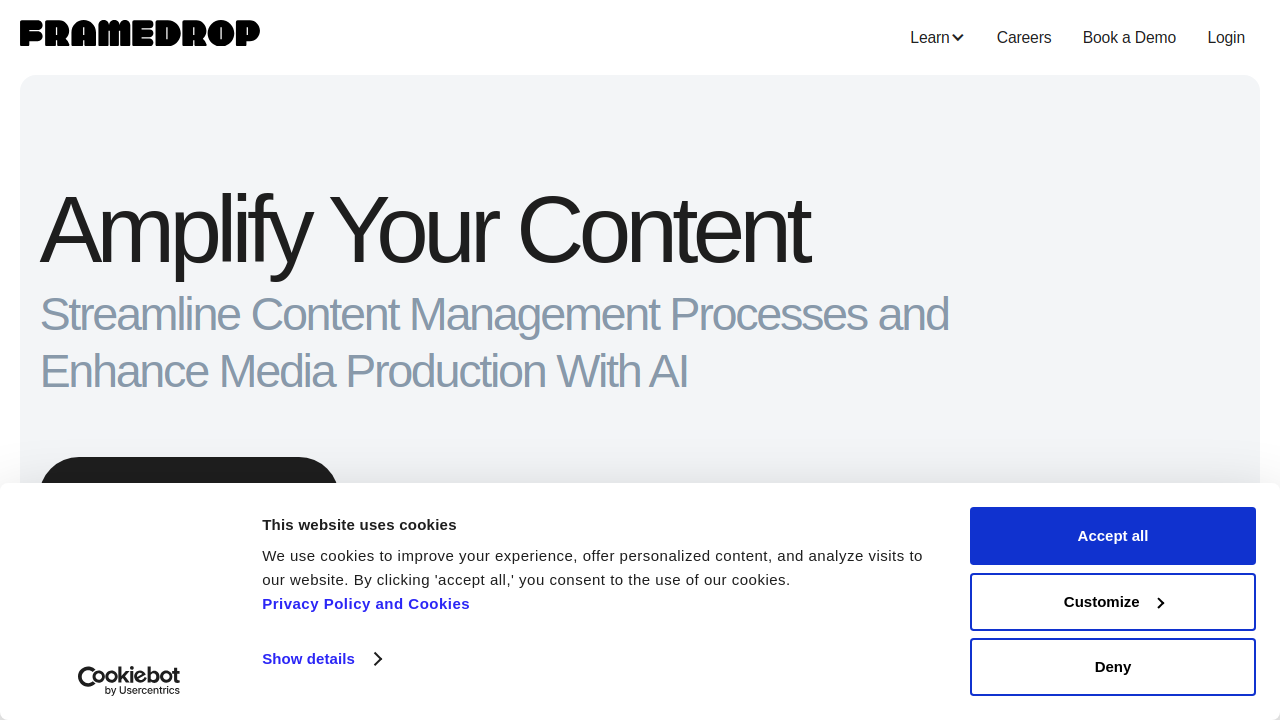 FRAMEDROP
Learn
Careers
Book a Demo
Login
Amplify Your Content
Streamline Content Management Processes and
Enhance Media Production With AI
This website uses cookies
We use cookies to improve your experience, offer personalized content, and analyze visits to
our website. By clicking 'accept all,' you consent to the use of our cookies.
Privacy Policy and Cookies
Show details
Accept all
Customize
Deny
Cookiebot
by Usercentrics